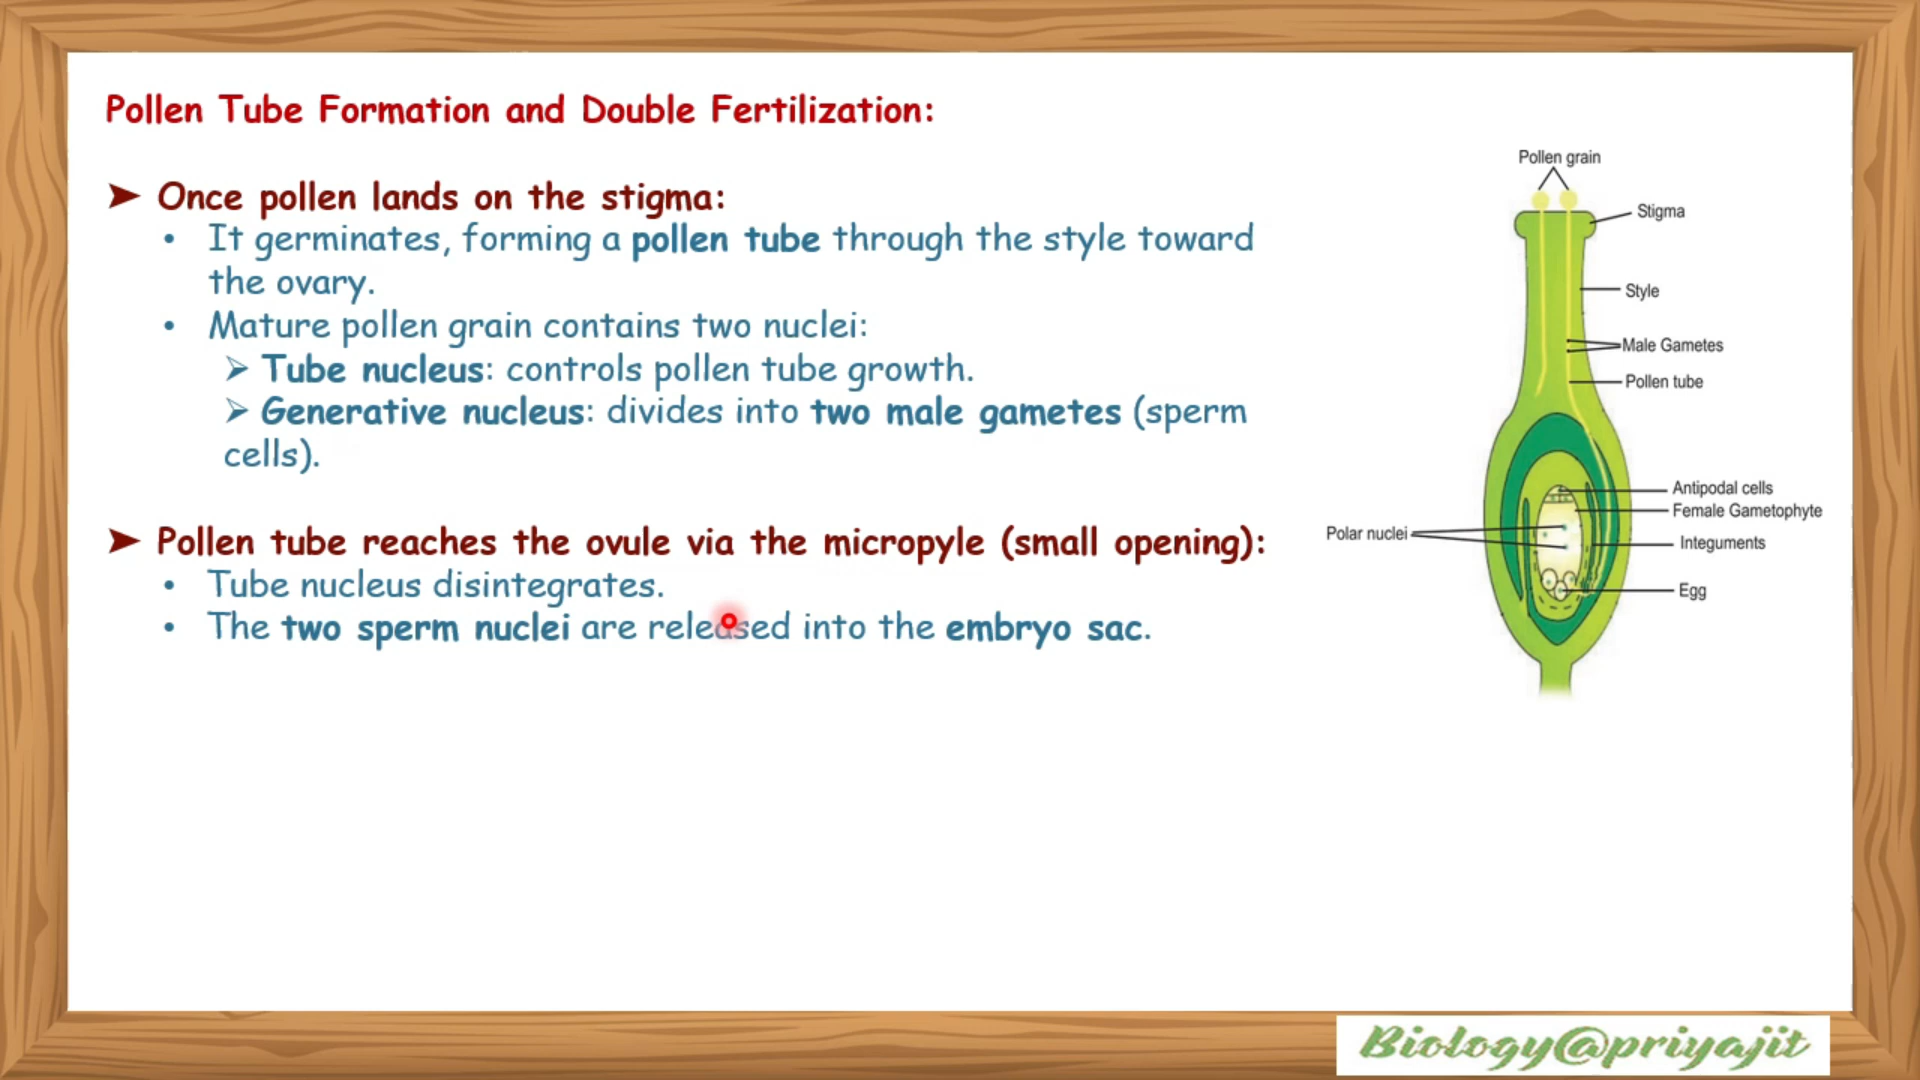 Pollen Tube Formation and Double Fertilization:
➤ Once pollen lands on the stigma:
• It germinates, forming a pollen tube through the style toward
the ovary.
• Mature pollen grain contains two nuclei:
➢ Tube nucleus: controls pollen tube growth.
➢ Generative nucleus: divides into two male gametes (sperm
cells).
➤ Pollen tube reaches the ovule via the micropyle (small opening):
• Tube nucleus disintegrates.
• The two sperm nuclei are released into the embryo sac.
Pollen grain
Stigma
Style
Male Gametes
Pollen tube
Antipodal cells
Female Gametophyte
Polar nuclei
Integuments
Egg
Biology@priyajit